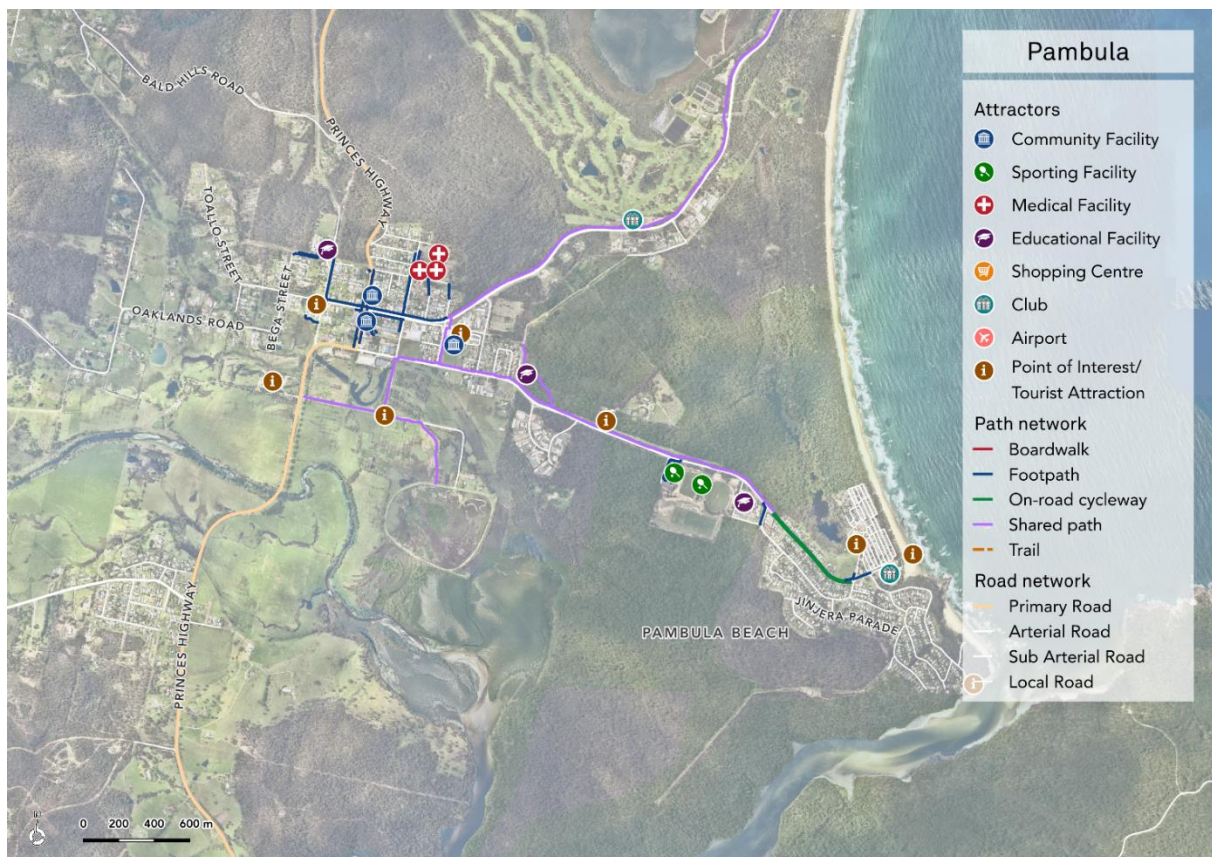 Pambula
Attractors
Community Facility
Sporting Facility
Medical Facility
Educational Facility
Shopping Centre
Club
Airport
Point of Interest/
Tourist Attraction
Path network
Boardwalk
Footpath
On-road cycleway
Shared path
Trail
Road network
Primary Road
Arterial Road
Sub Arterial Road
Local Road
BALD HILLS ROAD
PRINCES HIGHWAY
TOALLO STREET
BEGA STREET
OAKLANDS ROAD
JINJERA PARADE
PAMBULA BEACH
PRINCES HIGHWAY
0 200 400 600 m